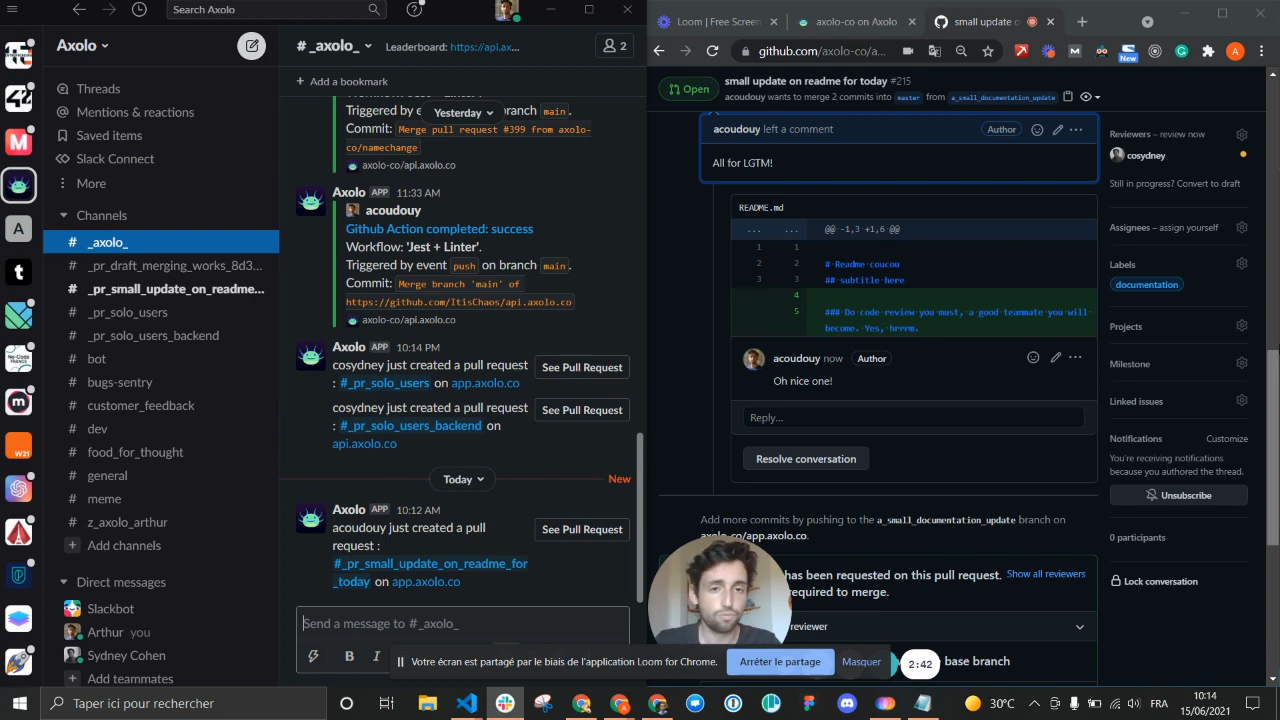 Search Axolo
Axolo
Threads
Mentions & reactions
Saved items
Slack Connect
More
Channels
# _axolo_
# _pr_draft_merging_works_8d3...
# _pr_small_update_on_readme...
# _pr_solo_users
# _pr_solo_users_backend
# bot
# bugs-sentry
# customer_feedback
# dev
# food_for_thought
# general
# meme
# z_axolo_arthur
+ Add channels
Direct messages
Slackbot
Arthur you
Sydney Cohen
+ Add teammates
# _axolo_
Leaderboard: https://api.ax...
2
+ Add a bookmark
Yesterday
Triggered by event
branch main.
Commit: Merge pull request #399 from axolo-
co/namechange
axolo-co/api.axolo.co
Axolo APP 11:33 AM
acoudouy
Github Action completed: success
Workflow: 'Jest + Linter'.
Triggered by event push on branch main.
Commit: Merge branch 'main' of
https://github.com/ItisChaos/api.axolo.co
axolo-co/api.axolo.co
Axolo APP 10:14 PM
cosydney just created a pull request
: #_pr_solo_users on app.axolo.co
See Pull Request
cosydney just created a pull request
: #_pr_solo_users_backend on
api.axolo.co
See Pull Request
Today
New
Axolo APP 10:12 AM
acoudouy just created a pull
request :
#_pr_small_update_on_readme_for
_today on app.axolo.co
See Pull Request
Send a message to #_axolo_
B I
Loom | Free Screen
axolo-co on Axolo
small update o
github.com/axolo-co/a...
New
A
Open
small update on readme for today #215
acoudouy wants to merge 2 commits into master from a_small_documentation_update
acoudouy left a comment
Author
All for LGTM!
README.md
... ... @@ -1,3 +1,6 @@
1 1
2 2 # Readme coucou
3 3 ## subtitle here
4
5 ### Do code review you must, a good teammate you will
become. Yes, hrrrm.
acoudouy now Author
Oh nice one!
Reply...
Resolve conversation
Add more commits by pushing to the a_small_documentation_update branch on
axolo-co/app.axolo.co.
has been requested on this pull request.
Show all reviewers
required to merge.
reviewer
base branch
Reviewers – review now
cosydney
Still in progress? Convert to draft
Assignees – assign yourself
Labels
documentation
Projects
Milestone
Linked issues
Notifications
Customize
You're receiving notifications
because you authored the thread.
Unsubscribe
0 participants
Lock conversation
Votre écran est partagé par le biais de l'application Loom for Chrome.
Arrêter le partage
Masquer
2:42
Taper ici pour rechercher
30°C
FRA
10:14
15/06/2021